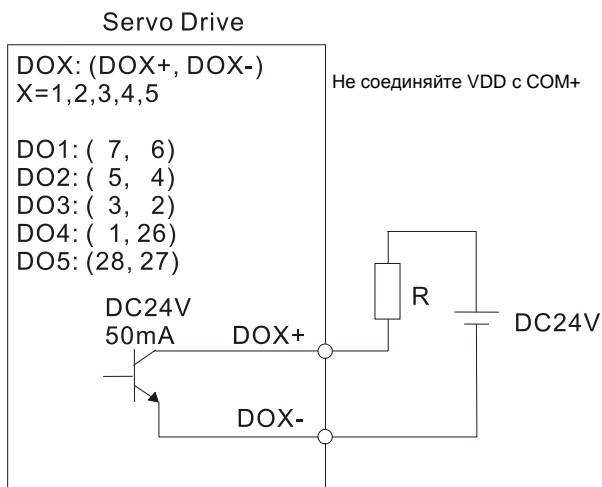 Servo Drive
DOX: (DOX+, DOX-)
X=1,2,3,4,5
Не соединяйте VDD с COM+
DO1: ( 7, 6)
DO2: ( 5, 4)
DO3: ( 3, 2)
DO4: ( 1, 26)
DO5: (28, 27)
DC24V
50mA
DOX+
R
DC24V
DOX-